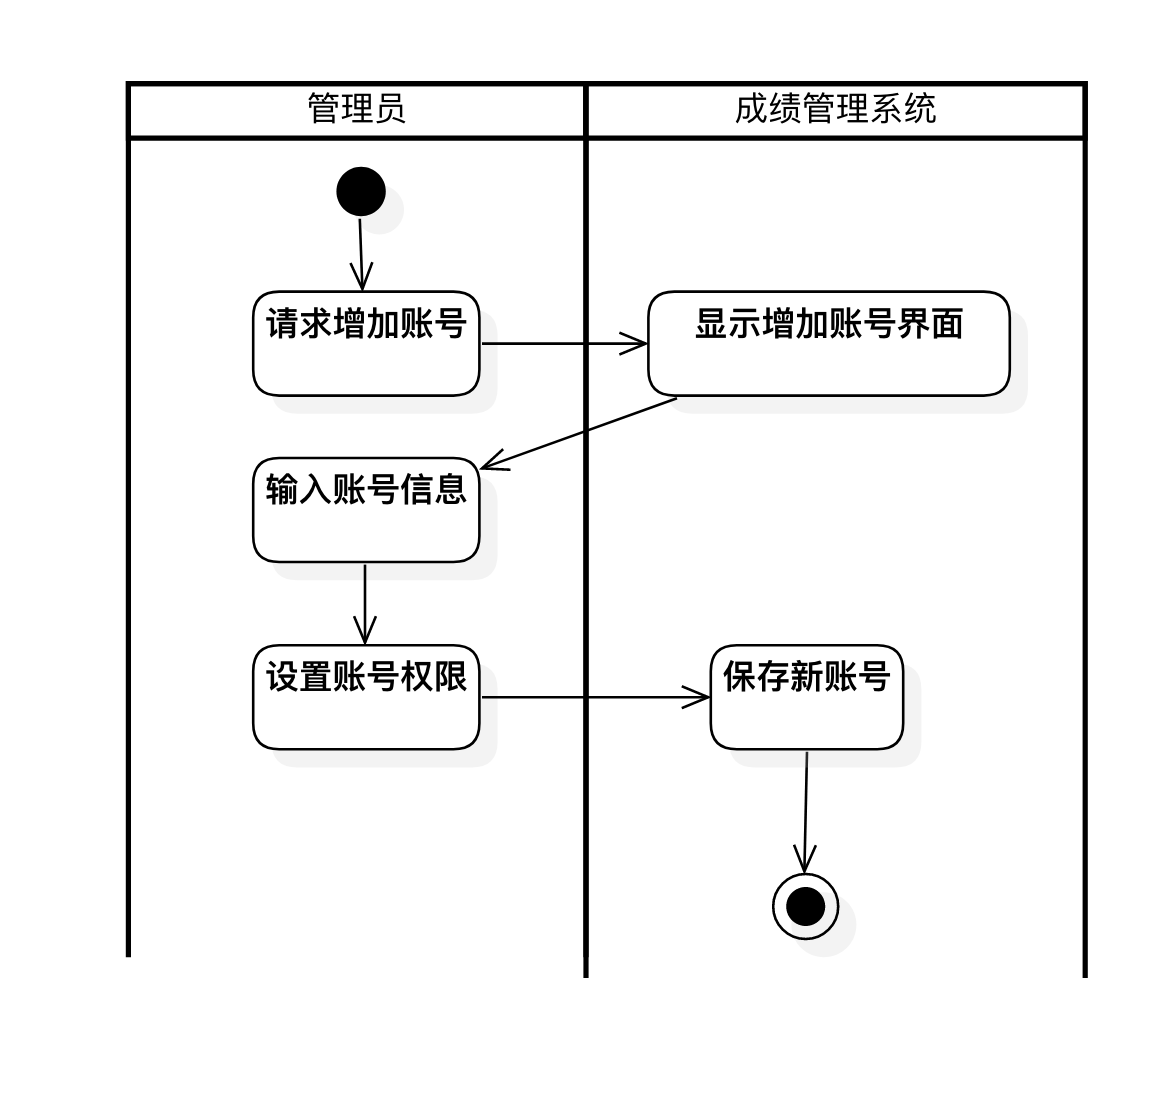 管理员
成绩管理系统
请求增加账号
显示增加账号界面
输入账号信息
设置账号权限
保存新账号